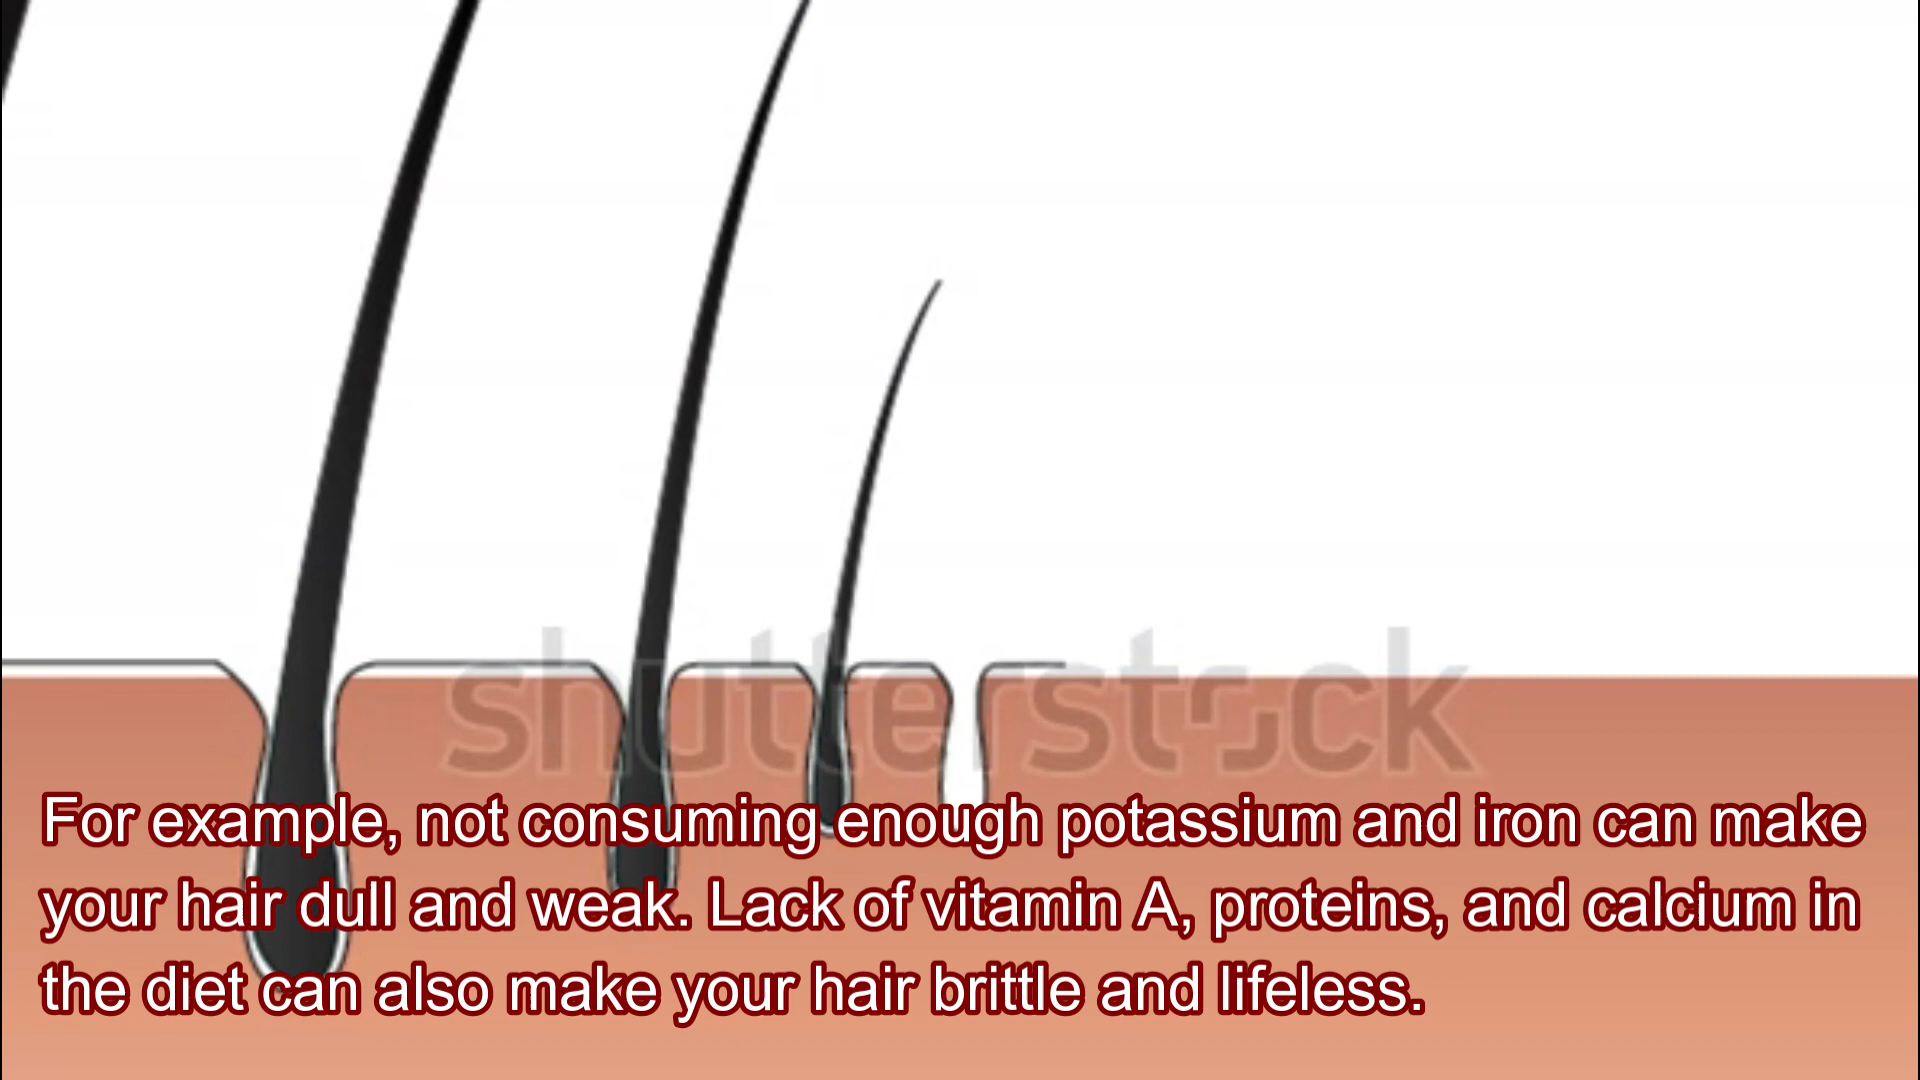 shutterstock
For example, not consuming enough potassium and iron can make
your hair dull and weak. Lack of vitamin A, proteins, and calcium in
the diet can also make your hair brittle and lifeless.